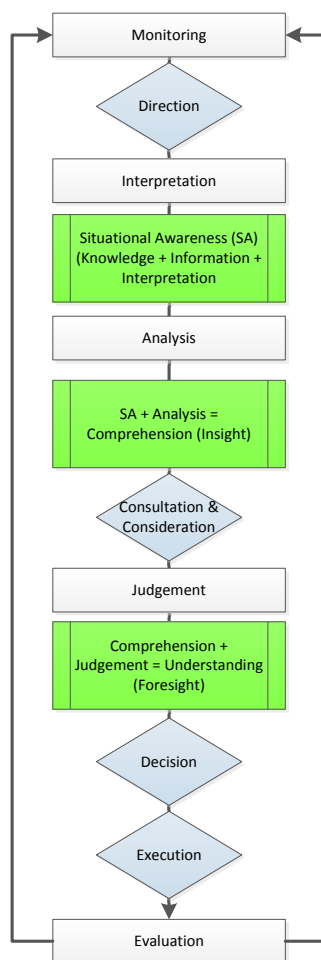 Monitoring
Direction
Interpretation
Situational Awareness (SA)
(Knowledge + Information +
Interpretation
Analysis
SA + Analysis =
Comprehension (Insight)
Consultation &
Consideration
Judgement
Comprehension +
Judgement = Understanding
(Foresight)
Decision
Execution
Evaluation